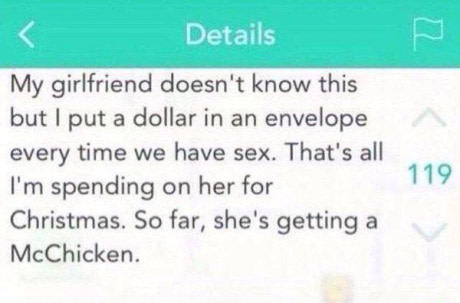 Details
My girlfriend doesn't know this
but I put a dollar in an envelope
every time we have sex. That's all
I'm spending on her for
Christmas. So far, she's getting a
McChicken.
119